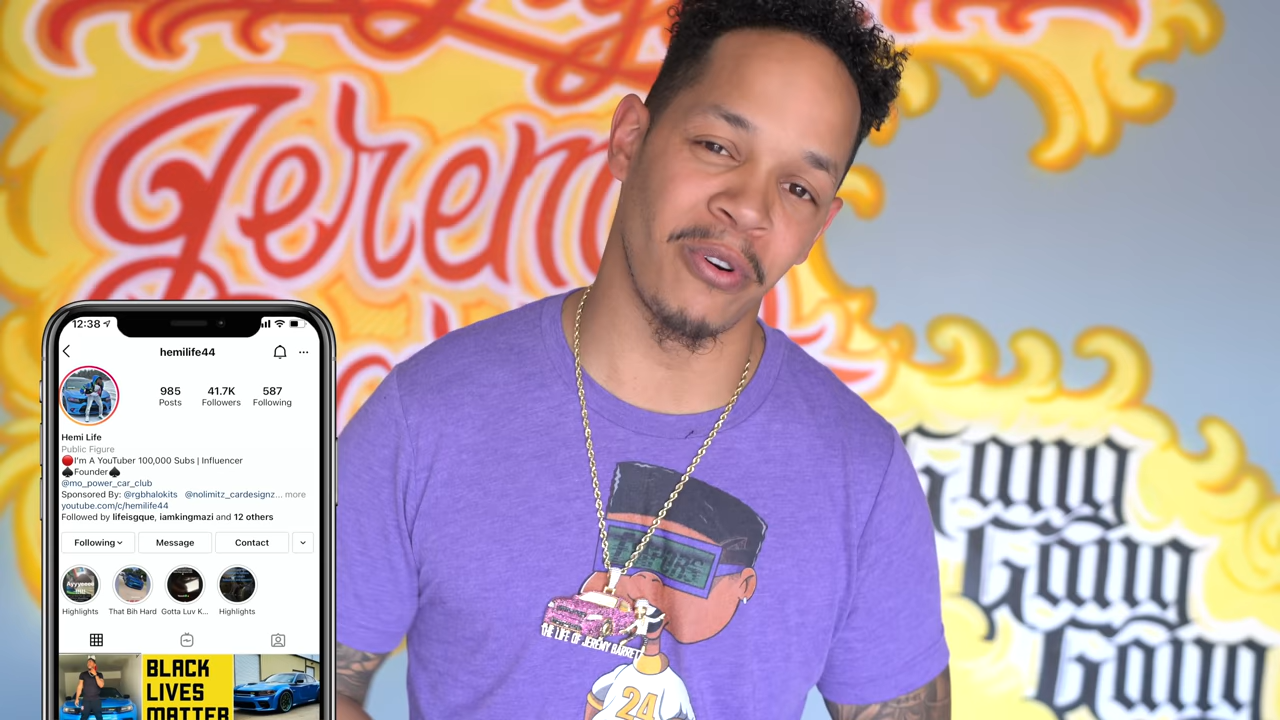 Jerem
12:38
hemilife44
985 41.7K 587
Posts Followers Following
Hemi Life
Public Figure
🔴I'm A YouTuber 100,000 Subs | Influencer
♠Founder♠
@mo_power_car_club
Sponsored By: @rgbhalokits @nolimitz_cardesignz... more
youtube.com/c/hemilife44
Followed by lifeisgque, iamkingmazi and 12 others
Following Message Contact
Highlights That Bih Hard Gotta Luv K... Highlights
BLACK
LIVES
MATTER
THE LIFE OF JEREMY BARRETT
24
Gang
Gang
Gang